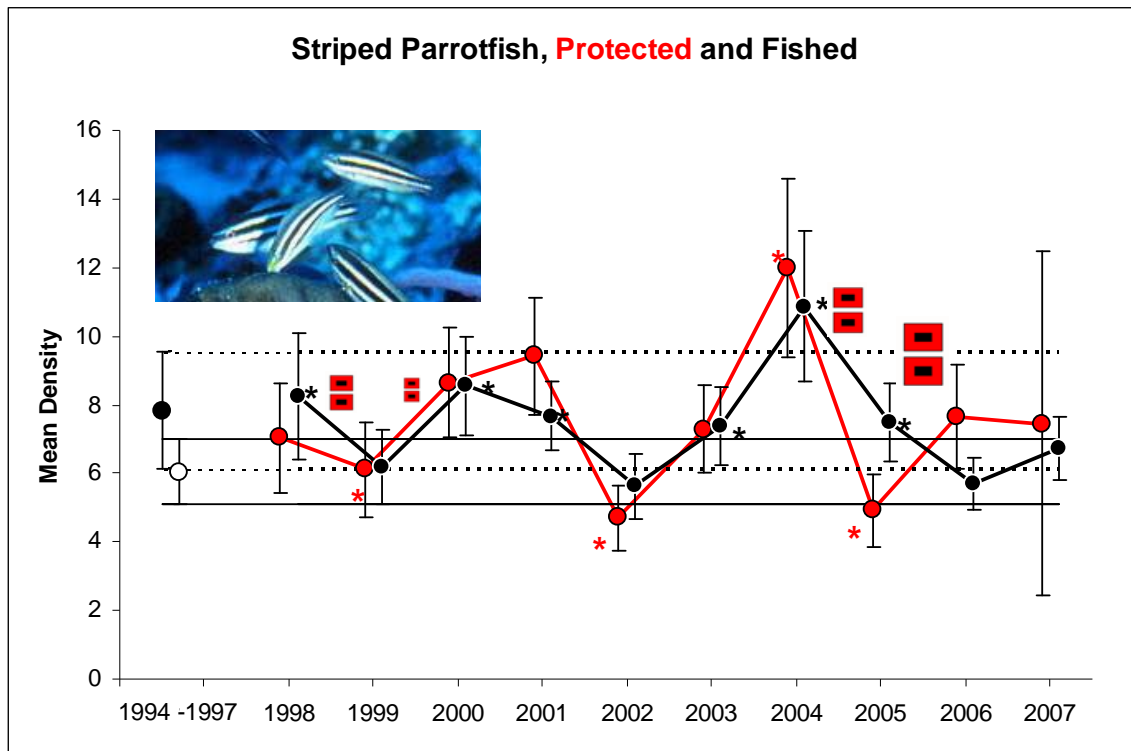 Striped Parrotfish, Protected and Fished
Mean Density
16
14
12
10
8
6
4
2
0
1994 -1997 1998 1999 2000 2001 2002 2003 2004 2005 2006 2007
* * * * * * * * * *